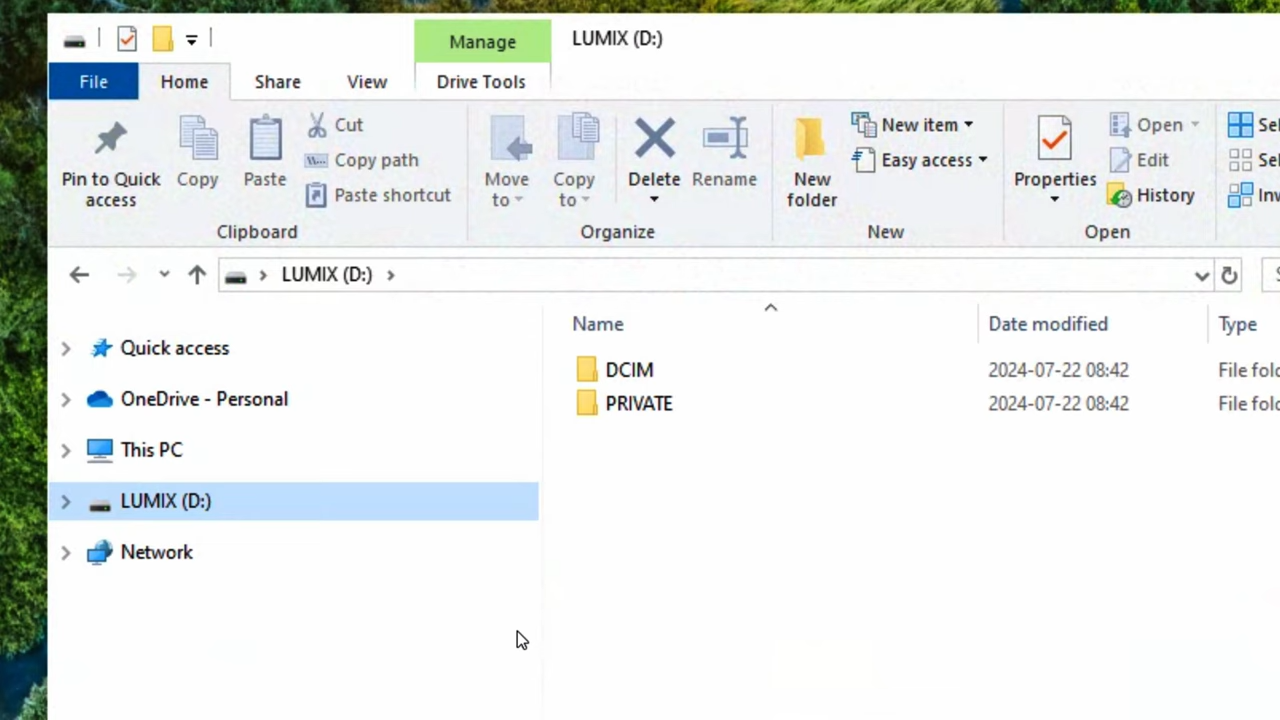 Manage
LUMIX (D:)
File
Home
Share
View
Drive Tools
Pin to Quick
access
Copy
Paste
Cut
Copy path
Paste shortcut
Clipboard
Move
to
Copy
to
Delete
Rename
Organize
New
folder
New item
Easy access
New
Properties
Open
Edit
History
Open
LUMIX (D:)
Name
Date modified
Type
Quick access
OneDrive - Personal
This PC
LUMIX (D:)
Network
DCIM
2024-07-22 08:42
File
PRIVATE
2024-07-22 08:42
File